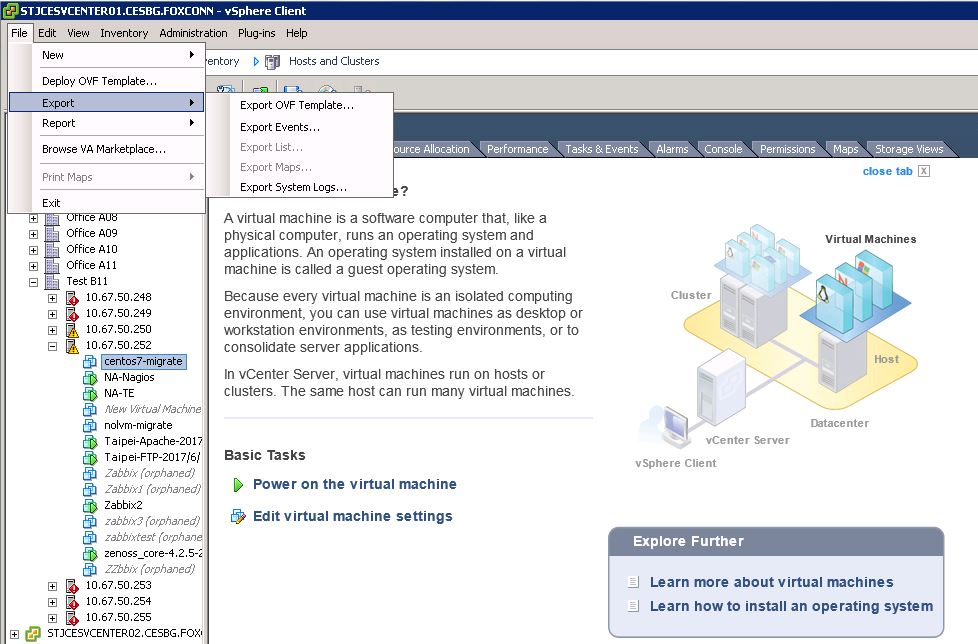 STJCESVCENTER01.CESBG.FOXCONN - vSphere Client
File Edit View Inventory Administration Plug-ins Help
New
Deploy OVF Template...
Export
Report
Browse VA Marketplace...
Print Maps
Exit
Export OVF Template...
Export Events...
Export List...
Export Maps...
Export System Logs...
entory Hosts and Clusters
ource Allocation Performance Tasks & Events Alarms Console Permissions Maps Storage Views
close tab X
Office A08
Office A09
Office A10
Office A11
Test B11
10.67.50.248
10.67.50.249
10.67.50.250
10.67.50.252
centos7-migrate
NA-Nagios
NA-TE
New Virtual Machine
nolvm-migrate
Taipei-Apache-2017
Taipei-FTP-2017/6/
Zabbix (orphaned)
Zabbix1 (orphaned)
Zabbix2
zabbix3 (orphaned)
zabbixtest (orphaned)
zenoss_core-4.2.5-2
ZZbbix (orphaned)
10.67.50.253
10.67.50.254
10.67.50.255
STJCESVCENTER02.CESBG.FOX
e?
A virtual machine is a software computer that, like a
physical computer, runs an operating system and
applications. An operating system installed on a virtual
machine is called a guest operating system.
Because every virtual machine is an isolated computing
environment, you can use virtual machines as desktop or
workstation environments, as testing environments, or to
consolidate server applications.
In vCenter Server, virtual machines run on hosts or
clusters. The same host can run many virtual machines.
Basic Tasks
Power on the virtual machine
Edit virtual machine settings
Virtual Machines
Cluster
Host
Datacenter
vCenter Server
vSphere Client
Explore Further
Learn more about virtual machines
Learn how to install an operating system